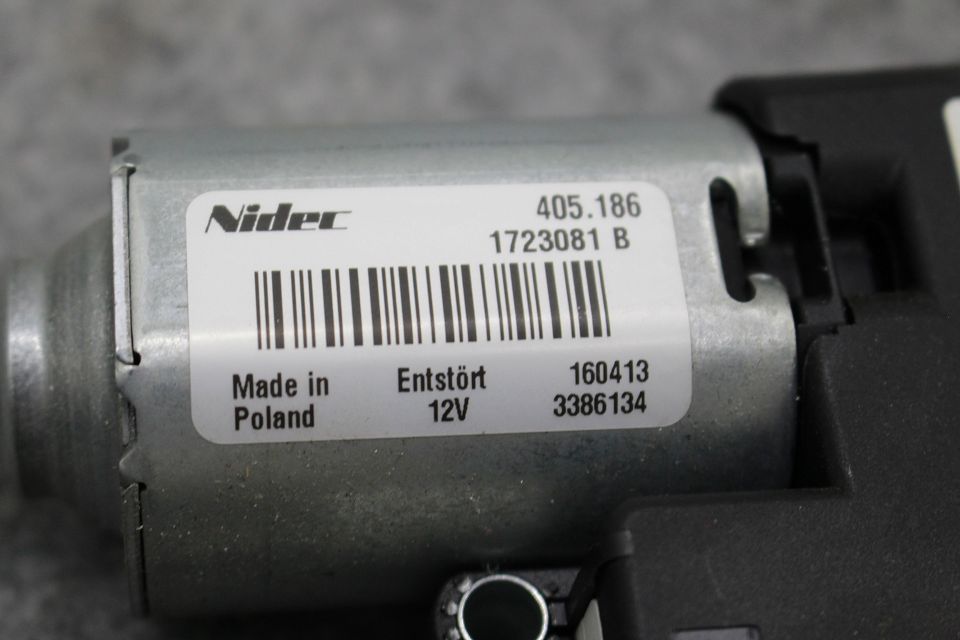 Nidec 405.186
1723081 B
Made in Entstört 160413
Poland 12V 3386134